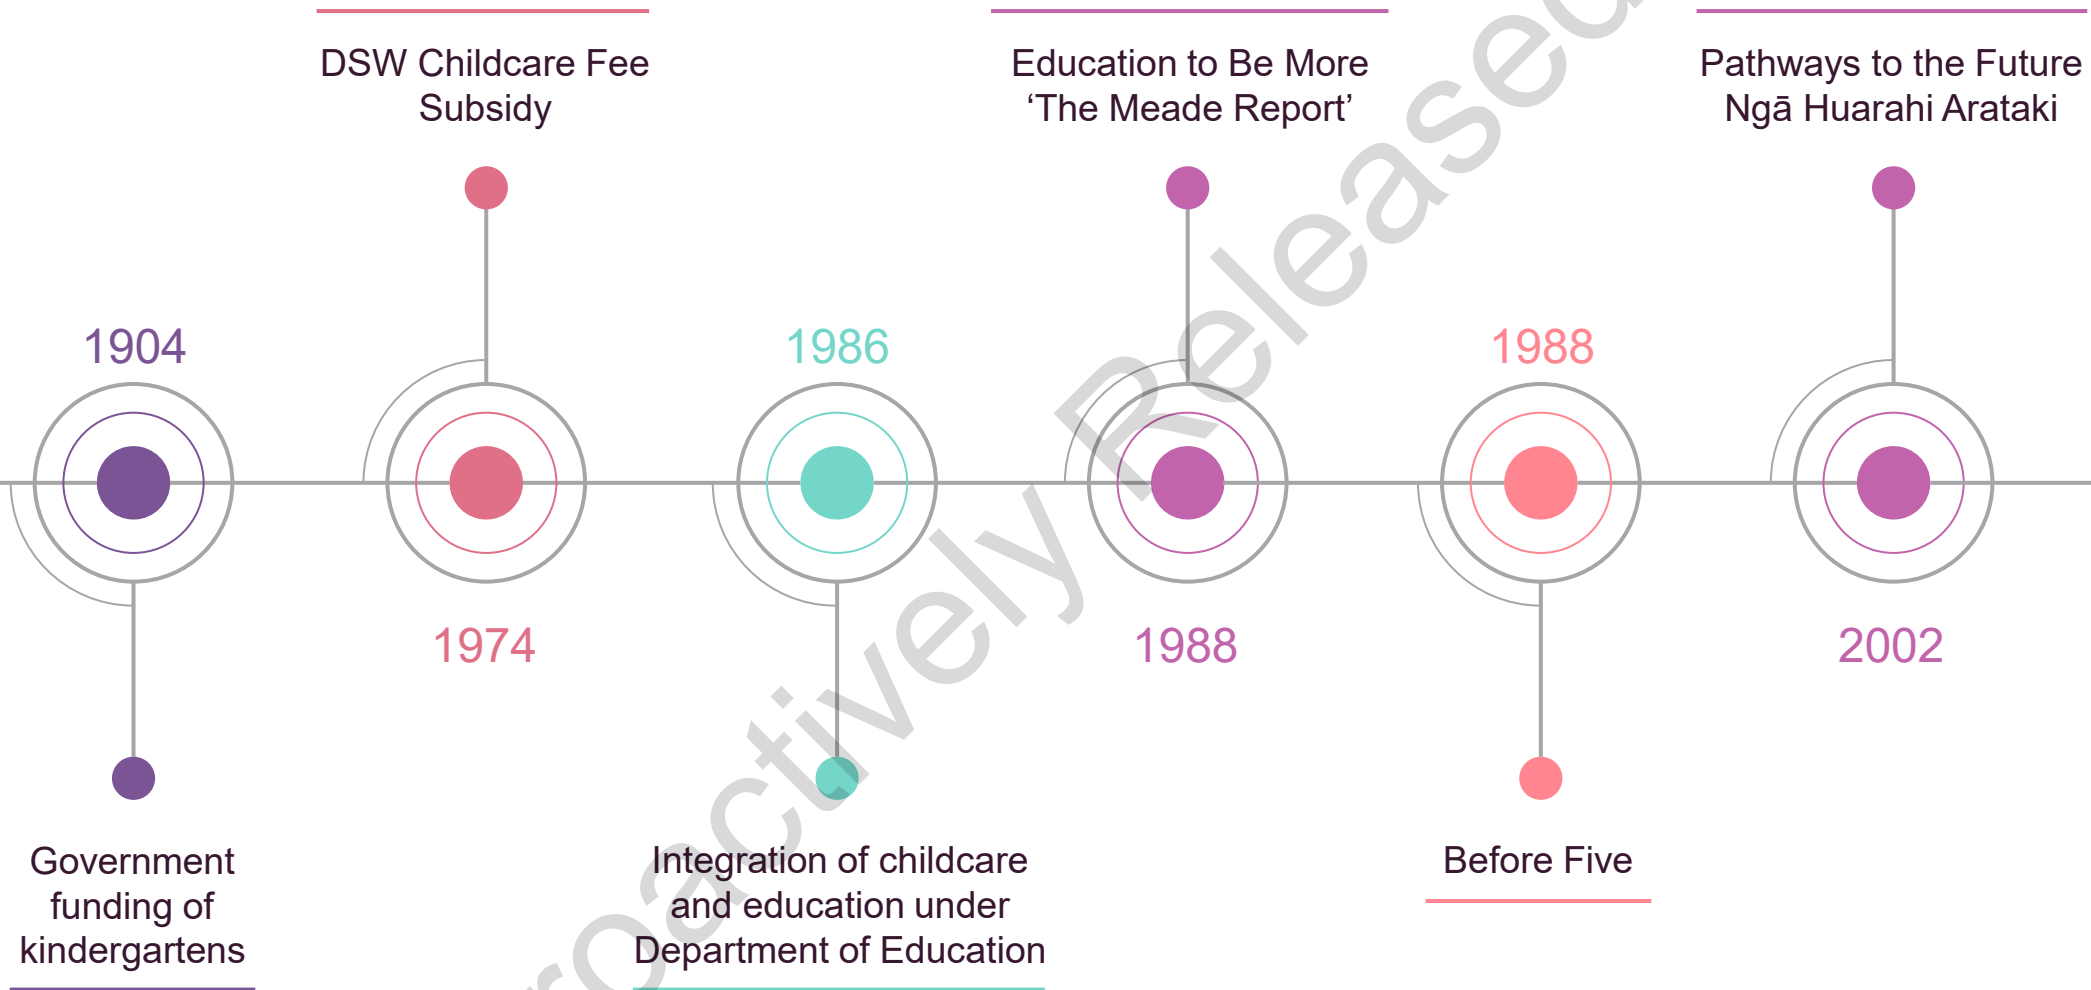 DSW Childcare Fee
Subsidy
Education to Be More
‘The Meade Report’
Pathways to the Future
Ngā Huarahi Arataki
1904
1986
1988
1974
1988
2002
Government
funding of
kindergartens
Integration of childcare
and education under
Department of Education
Before Five
roactively Released